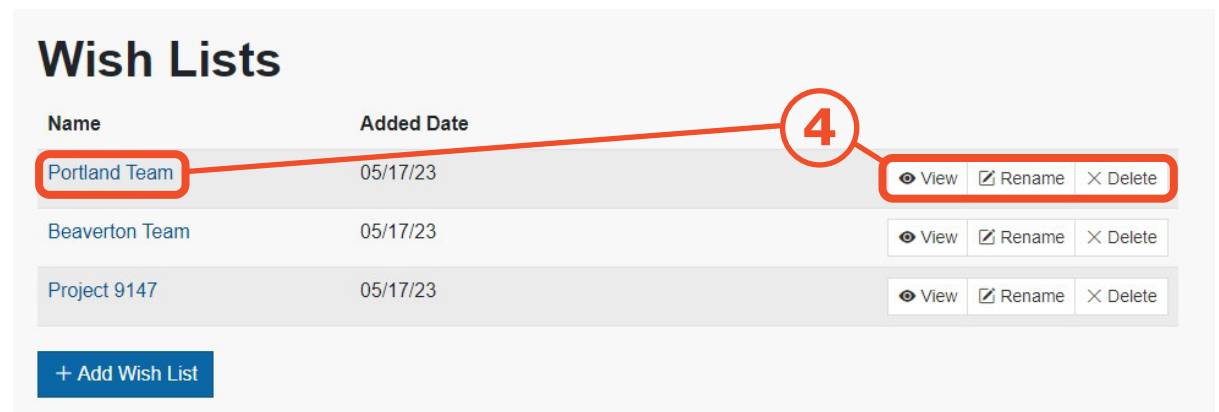 Wish Lists
Name Added Date
4
Portland Team 05/17/23 View Rename Delete
Beaverton Team 05/17/23 View Rename Delete
Project 9147 05/17/23 View Rename Delete
+ Add Wish List